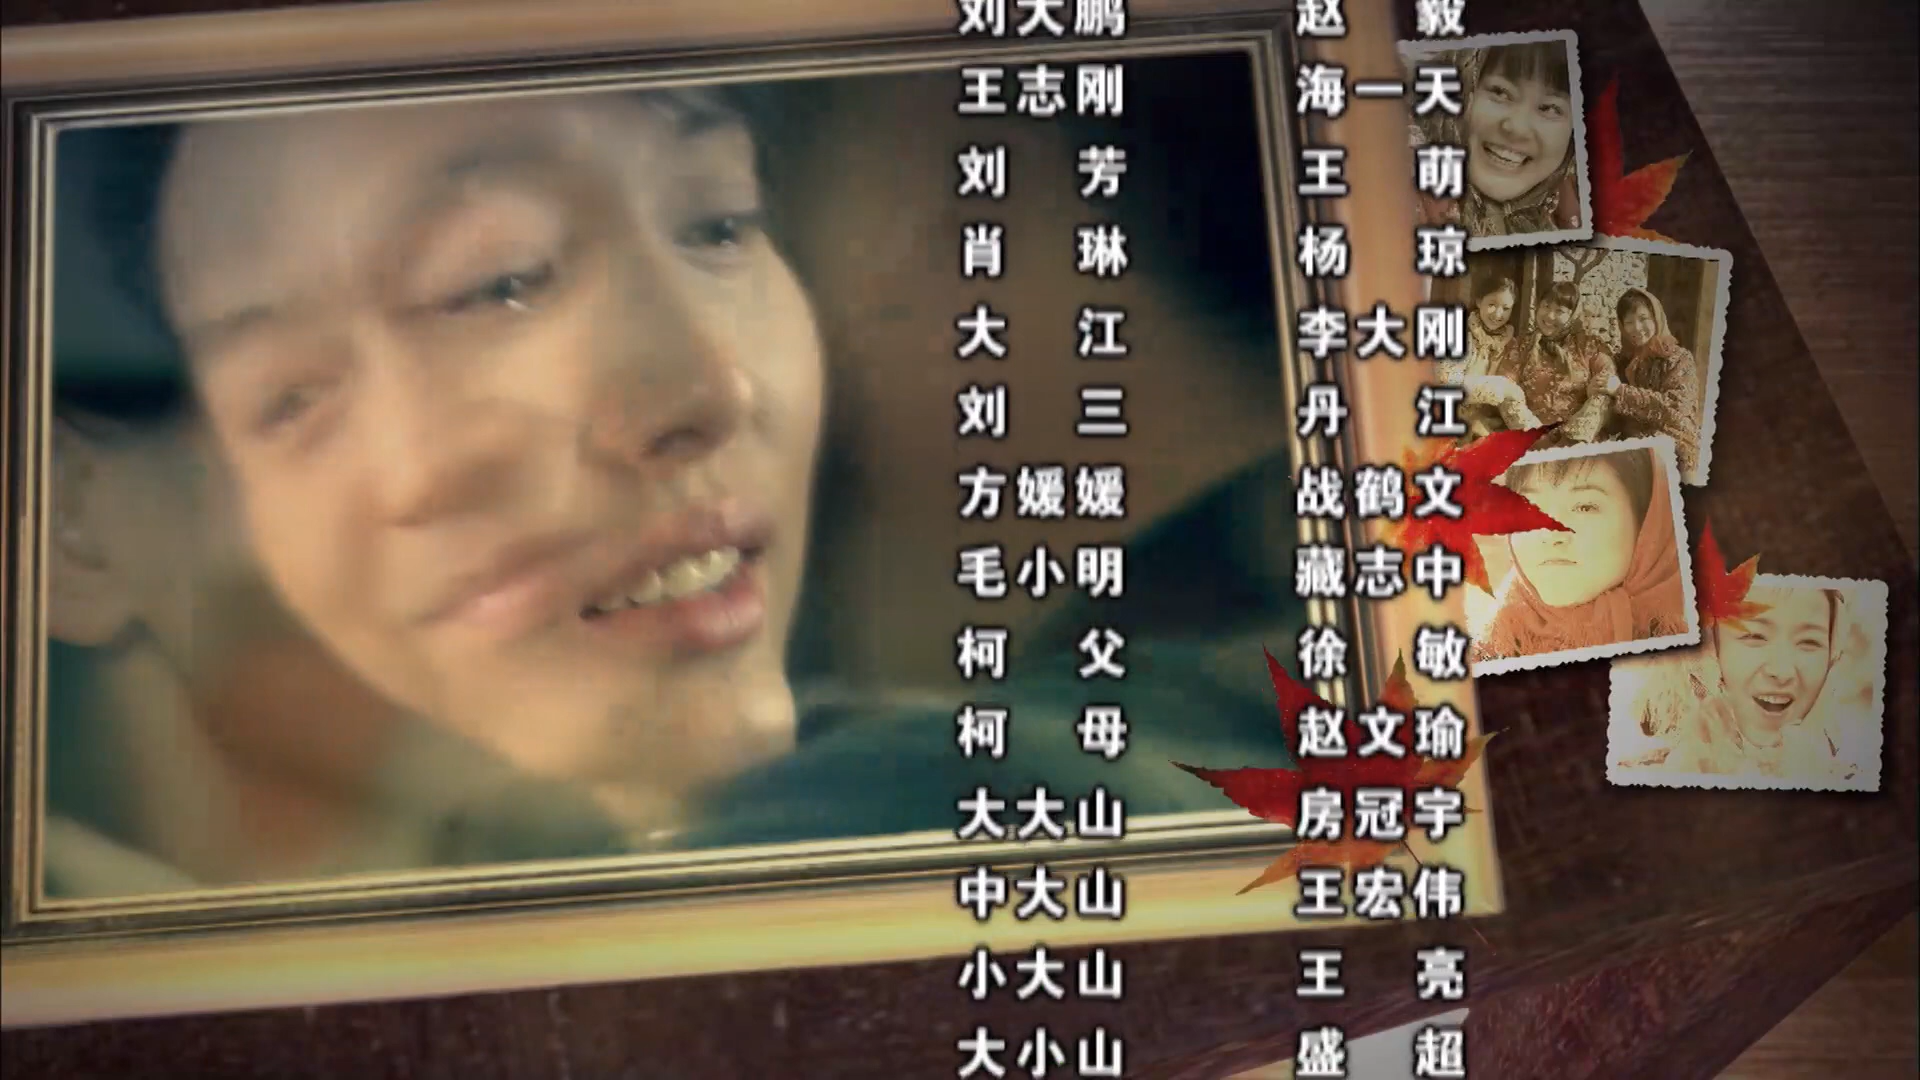 刘大鹏 赵毅
王志刚 海一天
刘芳 王萌
肖琳 杨琼
大江 李大刚
刘三 丹江
方媛媛 战鹤文
毛小明 藏志中
柯父 徐敏
柯母 赵文瑜
大大山 房冠宇
中大山 王宏伟
小大山 王亮
大小山 盛超